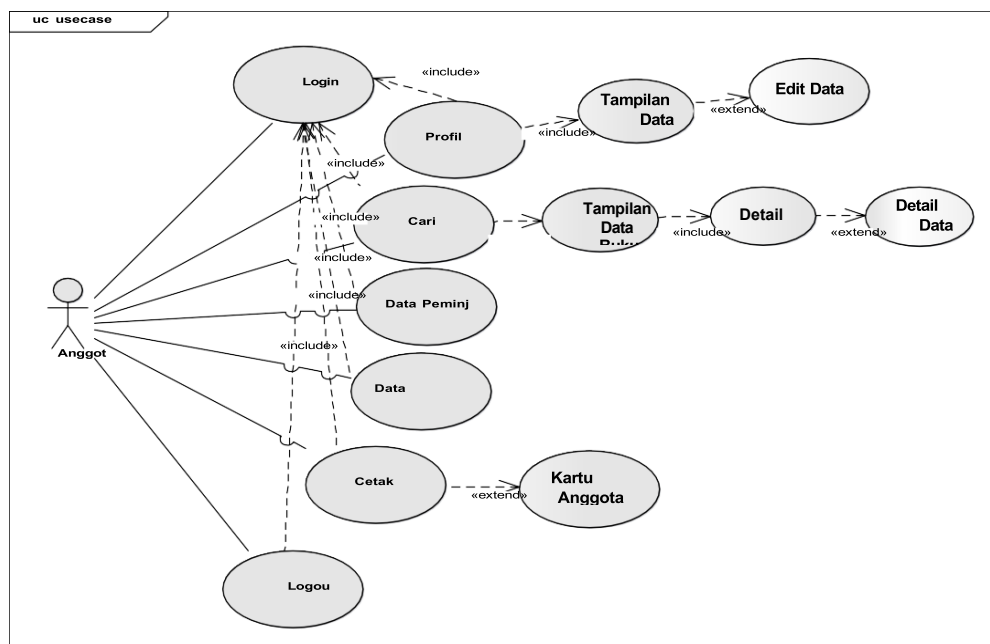 uc usecase
Login
«include»
Profil
«include»
Tampilan
Data
«extend»
Edit Data
«include»
«include»
Cari
Tampilan
Data
«include»
Detail
«extend»
Detail
Data
«include»
«include»
Data Peminj
Anggot
«include»
Data
Cetak
«extend»
Kartu
Anggota
Logou